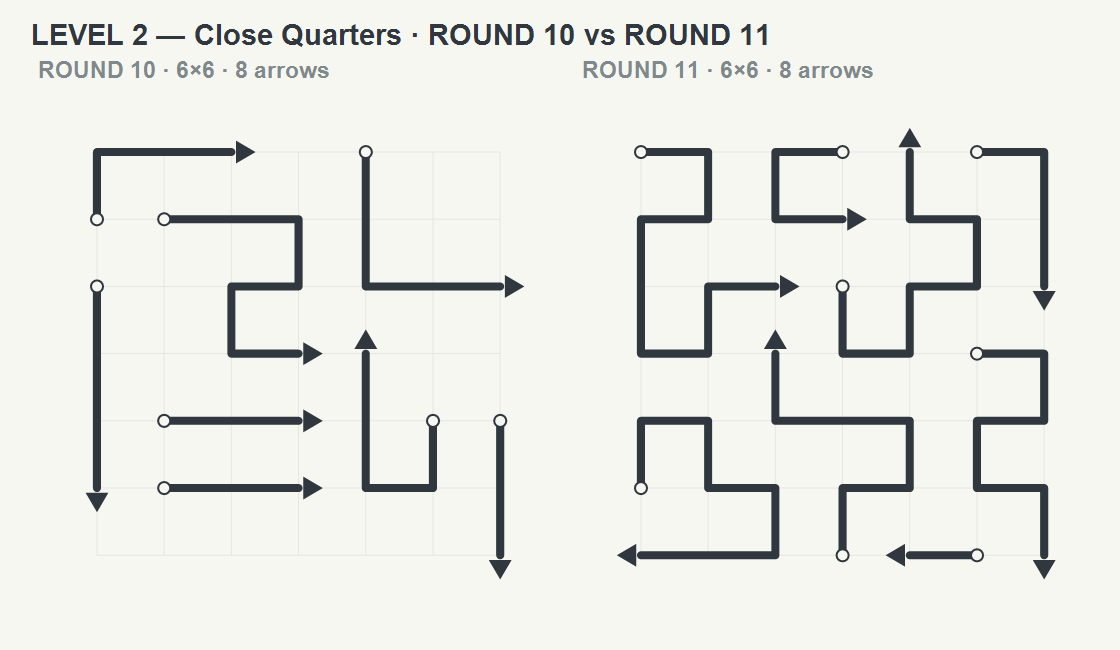 LEVEL 2 — Close Quarters · ROUND 10 vs ROUND 11
ROUND 10 · 6×6 · 8 arrows
ROUND 11 · 6×6 · 8 arrows